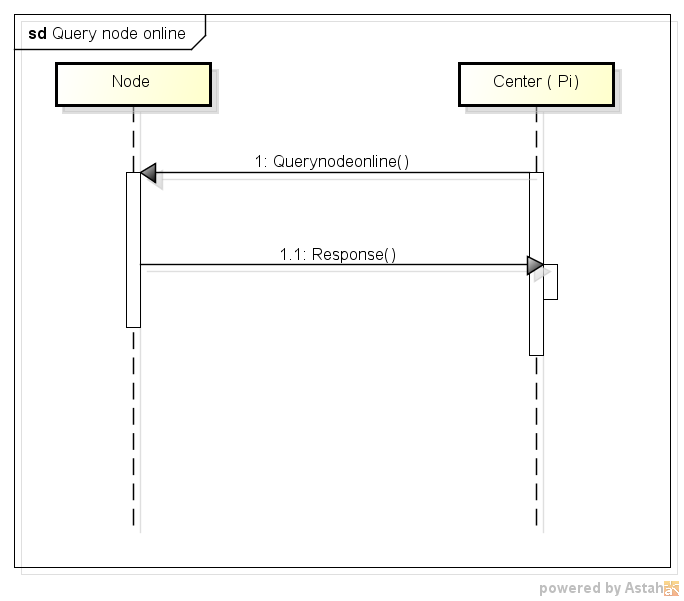 sd Query node online
Node
Center ( Pi)
1: Querynodeonline()
1.1: Response()
powered by Astah